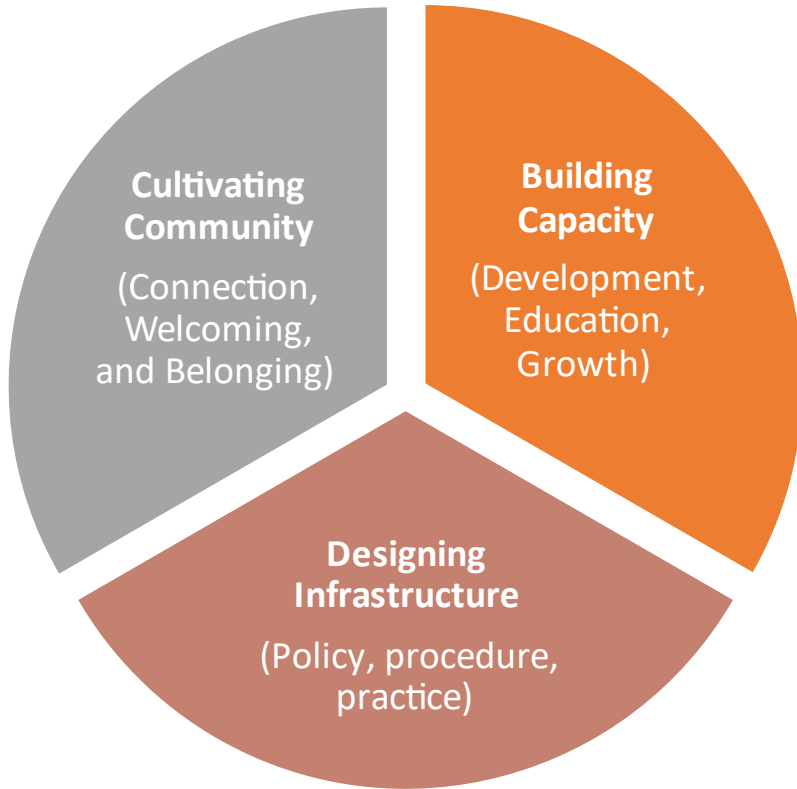 Cultivating
Community
(Connection,
Welcoming,
and Belonging)
Building
Capacity
(Development,
Education,
Growth)
Designing
Infrastructure
(Policy, procedure,
practice)